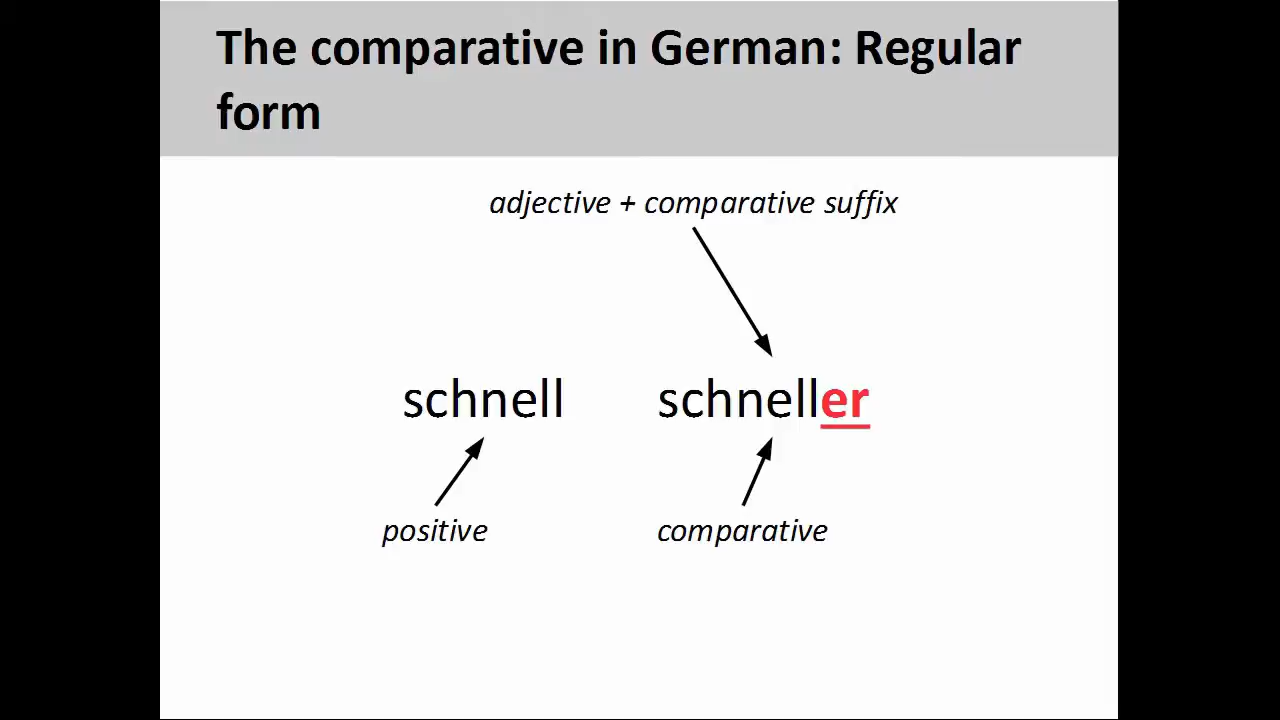 The comparative in German: Regular
form
adjective + comparative suffix
schnell schneller
positive comparative